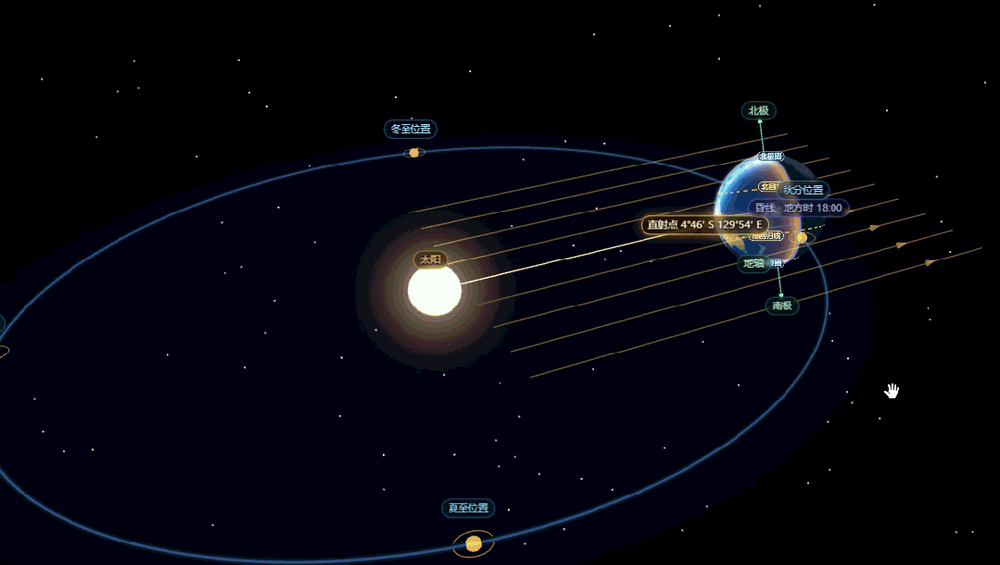 北极
冬至位置
北极圈
秋分位置
昏线 · 地方时 18:00
直射点 4°46' S 129°54' E
南回归线
太阳
地轴
南极
夏至位置